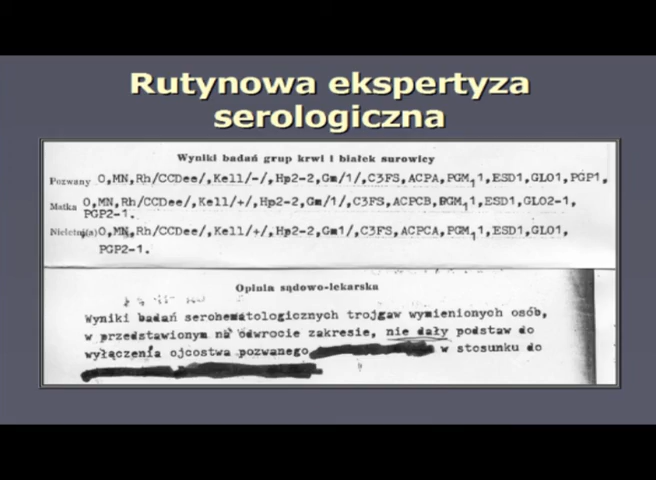 Rutynowa ekspertyza
serologiczna
Wyniki badań grup krwi i białek surowicy
Pozwany O,MN,Rh/CCDee/,Kell/-/,Hp2-2,Gm/1/,C3FS,ACPA,PGM₁1,ESD1,GLO1,PGP1,
Matka O,MN,Rh/CCDee/,Kell/+/,Hp2-2,Gm/1/,C3FS,ACPCB,PGM₁1,ESD1,GLO2-1,
PGP2-1.
Nieletni(a) O,MN,Rh/CCDee/,Kell/+/,Hp2-2,Gm1/,C3FS,ACPCA,PGM₁1,ESD1,GLO1,
PGP2-1.
Opinia sądowo-lekarska
Wyniki badań serohematologicznych trojgaw wymienionych osób,
w przedstawionym na odwrocie zakresie, nie dały podstaw do
wyłączenia ojcostwa pozwanego w stosunku do